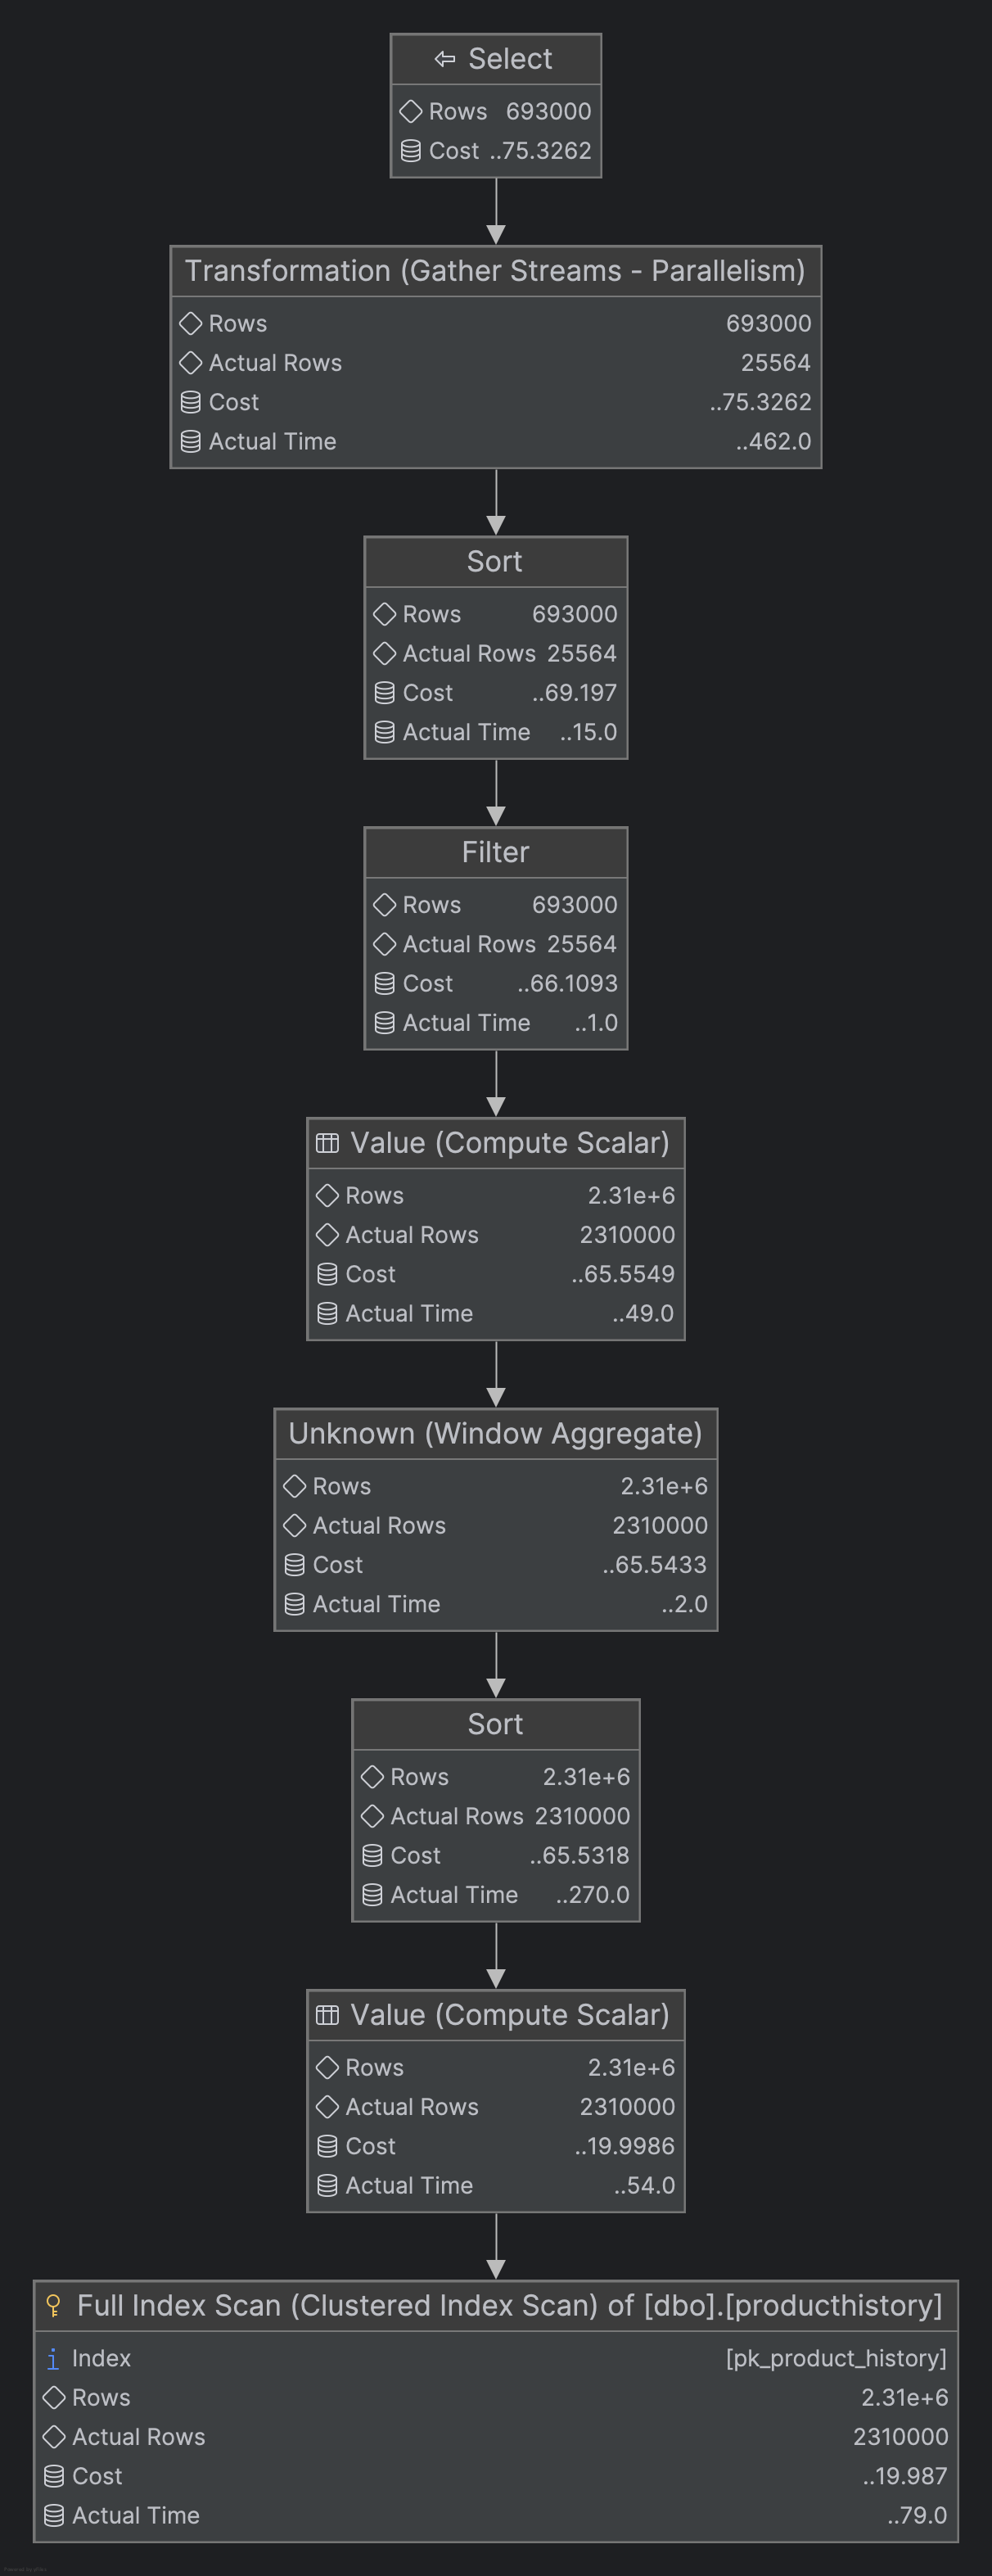 Select
Rows 693000
Cost ..75.3262
Transformation (Gather Streams - Parallelism)
Rows 693000
Actual Rows 25564
Cost ..75.3262
Actual Time ..462.0
Sort
Rows 693000
Actual Rows 25564
Cost ..69.197
Actual Time ..15.0
Filter
Rows 693000
Actual Rows 25564
Cost ..66.1093
Actual Time ..1.0
Value (Compute Scalar)
Rows 2.31e+6
Actual Rows 2310000
Cost ..65.5549
Actual Time ..49.0
Unknown (Window Aggregate)
Rows 2.31e+6
Actual Rows 2310000
Cost ..65.5433
Actual Time ..2.0
Sort
Rows 2.31e+6
Actual Rows 2310000
Cost ..65.5318
Actual Time ..270.0
Value (Compute Scalar)
Rows 2.31e+6
Actual Rows 2310000
Cost ..19.9986
Actual Time ..54.0
Full Index Scan (Clustered Index Scan) of [dbo].[producthistory]
i Index [pk_product_history]
Rows 2.31e+6
Actual Rows 2310000
Cost ..19.987
Actual Time ..79.0